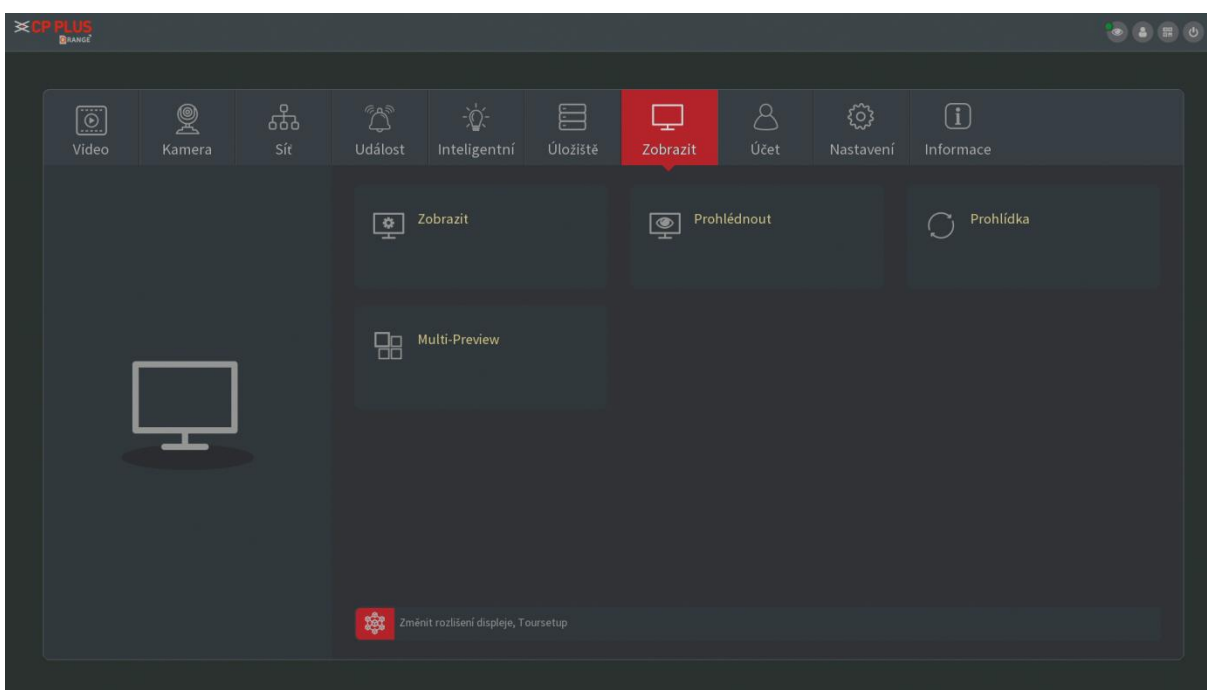 CP PLUS
ORANGE
Video Kamera Síť Událost Inteligentní Úložiště Zobrazit Účet Nastavení Informace
Zobrazit Prohlédnout Prohlídka
Multi-Preview
Změnit rozlišení displeje, Toursetup